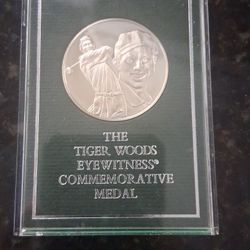 THE
TIGER WOODS
EYEWITNESS®
COMMEMORATIVE
MEDAL